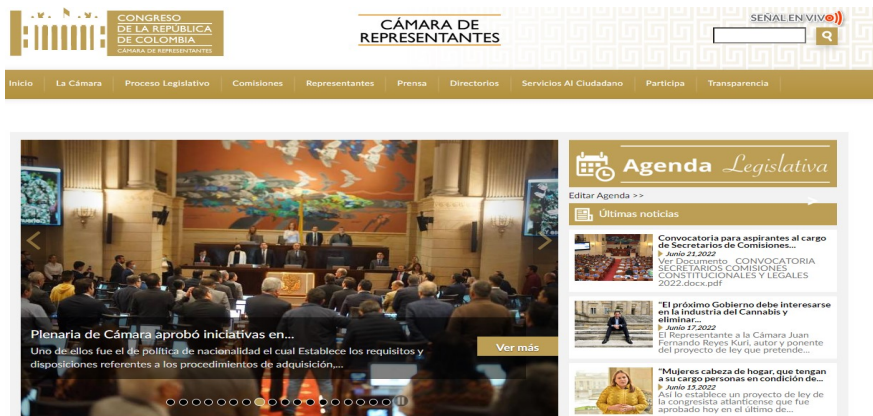 CONGRESO
DE LA REPÚBLICA
DE COLOMBIA
CÁMARA DE REPRESENTANTES
CÁMARA DE
REPRESENTANTES
SEÑAL EN VIVO
Inicio La Cámara Proceso Legislativo Comisiones Representantes Prensa Directorios Servicios Al Ciudadano Participa Transparencia
Plenaria de Cámara aprobó iniciativas en...
Uno de ellos fue el de política de nacionalidad el cual Establece los requisitos y
disposiciones referentes a los procedimientos de adquisición,...
Ver más
Agenda Legislativa
Editar Agenda >>
Últimas noticias
Convocatoria para aspirantes al cargo
de Secretarios de Comisiones...
Junio 21,2022
Ver Documento CONVOCATORIA
SECRETARIOS COMISIONES
CONSTITUCIONALES Y LEGALES
2022.docx.pdf
"El próximo Gobierno debe interesarse
en la industria del Cannabis y
eliminar...
Junio 17,2022
El Representante a la Cámara Juan
Fernando Reyes Kuri, autor y ponente
del proyecto de ley que pretende...
"Mujeres cabeza de hogar, que tengan
a su cargo personas en condición de...
Junio 15,2022
Así lo establece un proyecto de ley de
la congresista atlanticense que fue
aprobado hoy en el último de...